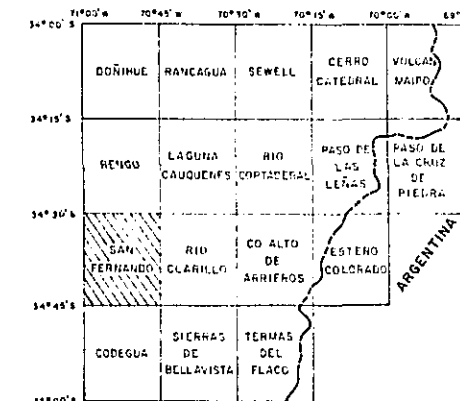 71°00'W 70°45'W 70°30'W 70°15'W 70°00'W 69°
34°00'S
DOÑIHUE RANCAGUA SEWELL CERRO CATEDRAL VOLCAN MAIPO
34°15'S
RENGO LAGUNA CAUQUENES RIO CORTADERAL PASO DE LAS LEÑAS PASO DE LA CRUZ DE PIEDRA
34°30'S
SAN FERNANDO RIO CLARILLO CO ALTO DE ARRIEROS ESTERO COLORADO
ARGENTINA
34°45'S
CODEGUA SIERRAS DE BELLAVISTA TERMAS DEL FLACO